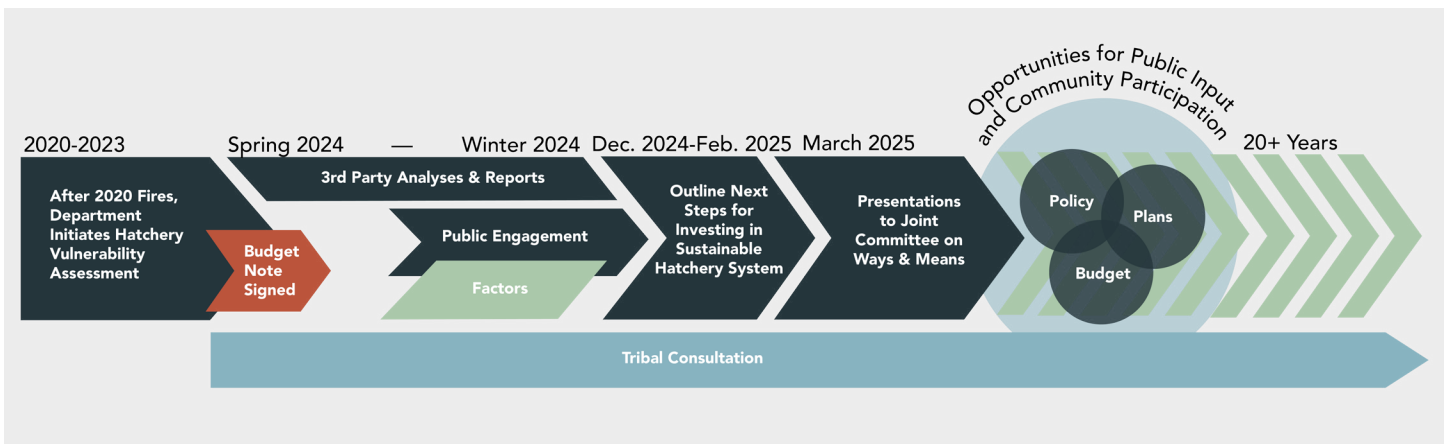 Opportunities for Public Input
and Community Participation
2020-2023
Spring 2024 — Winter 2024
Dec. 2024-Feb. 2025
March 2025
20+ Years
After 2020 Fires,
Department
Initiates Hatchery
Vulnerability
Assessment
Budget
Note
Signed
3rd Party Analyses & Reports
Public Engagement
Factors
Outline Next
Steps for
Investing in
Sustainable
Hatchery System
Presentations
to Joint
Committee on
Ways & Means
Policy
Plans
Budget
Tribal Consultation